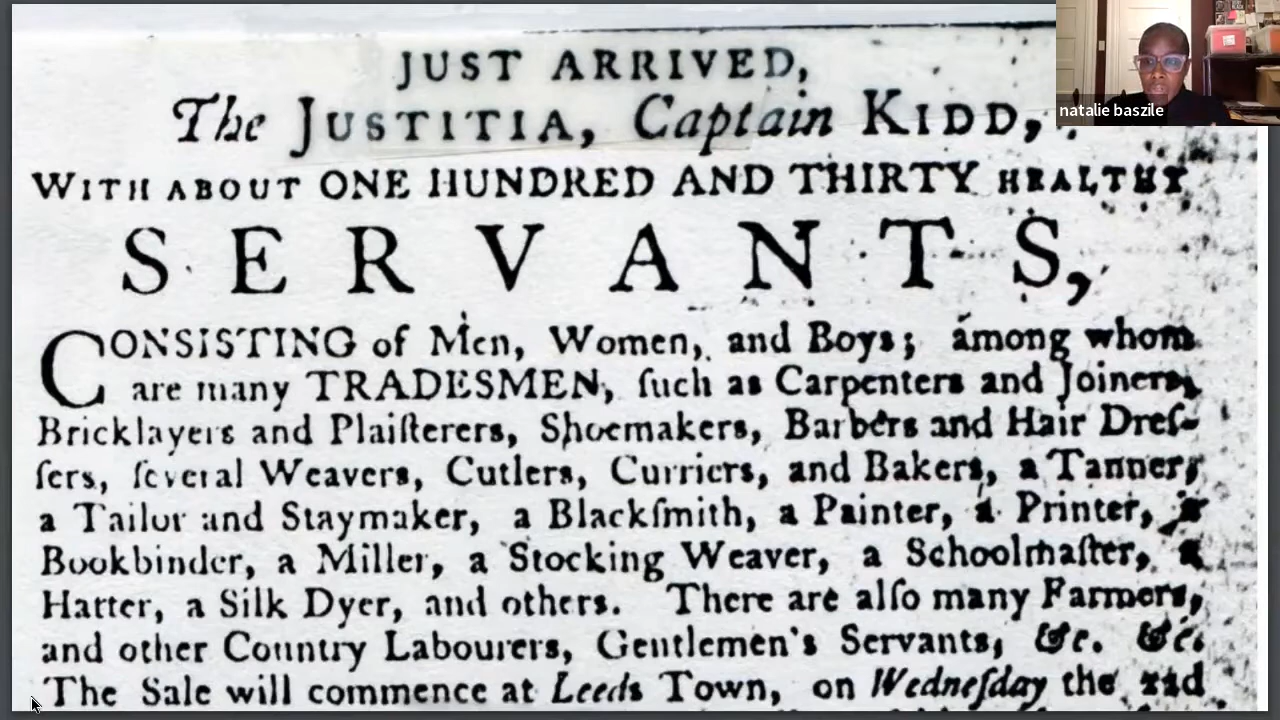 JUST ARRIVED,
The JUSTITIA, Captain KIDD,
WITH ABOUT ONE HUNDRED AND THIRTY HEALTHY
SERVANTS,
CONSISTING of Men, Women, and Boys; among whom
are many TRADESMEN, ſuch as Carpenters and Joiners,
Bricklayers and Plaiſterers, Shoemakers, Barbers and Hair Dreſ-
ſers, ſeveral Weavers, Cutlers, Curriers, and Bakers, a Tanner,
a Tailor and Staymaker, a Blackſmith, a Painter, a Printer, a
Bookbinder, a Miller, a Stocking Weaver, a Schoolmaſter, a
Hatter, a Silk Dyer, and others. There are alſo many Farmers,
and other Country Labourers, Gentlemen's Servants, &c. &c.
The Sale will commence at Leeds Town, on Wedneſday the
natalie baszile